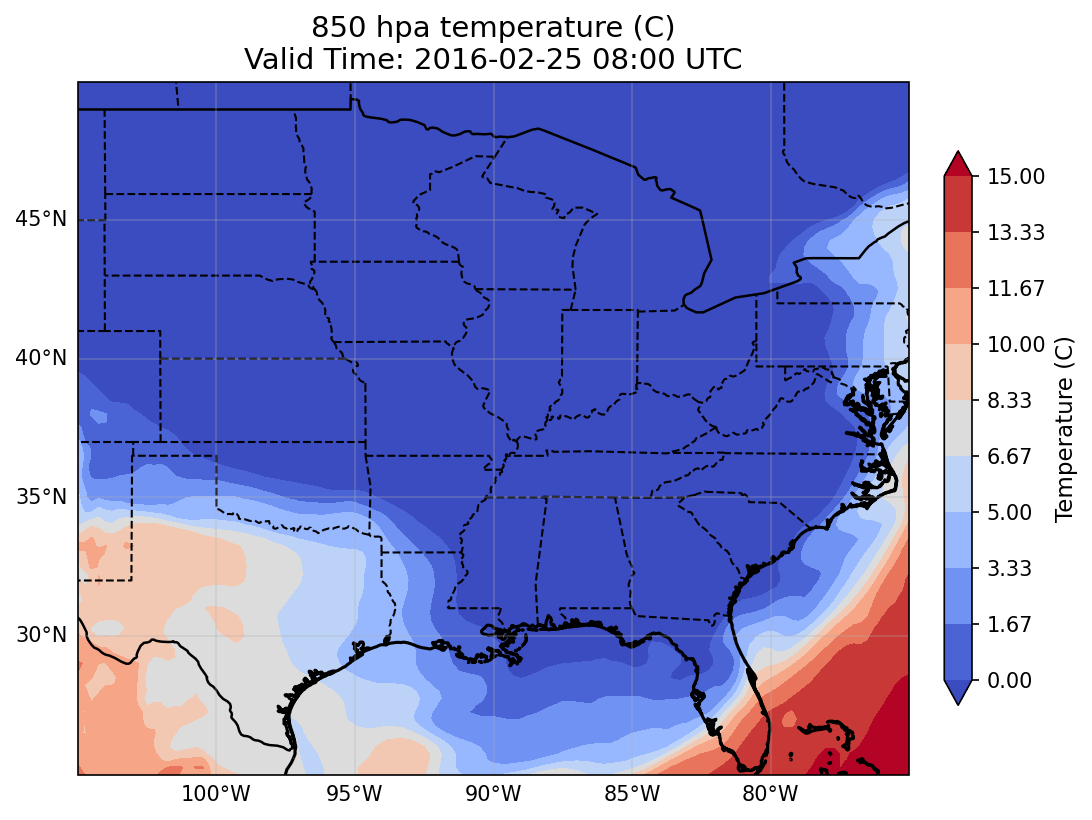 850 hpa temperature (C)
Valid Time: 2016-02-25 08:00 UTC
45°N
40°N
35°N
30°N
100°W
95°W
90°W
85°W
80°W
15.00
13.33
11.67
10.00
8.33
6.67
5.00
3.33
1.67
0.00
Temperature (C)